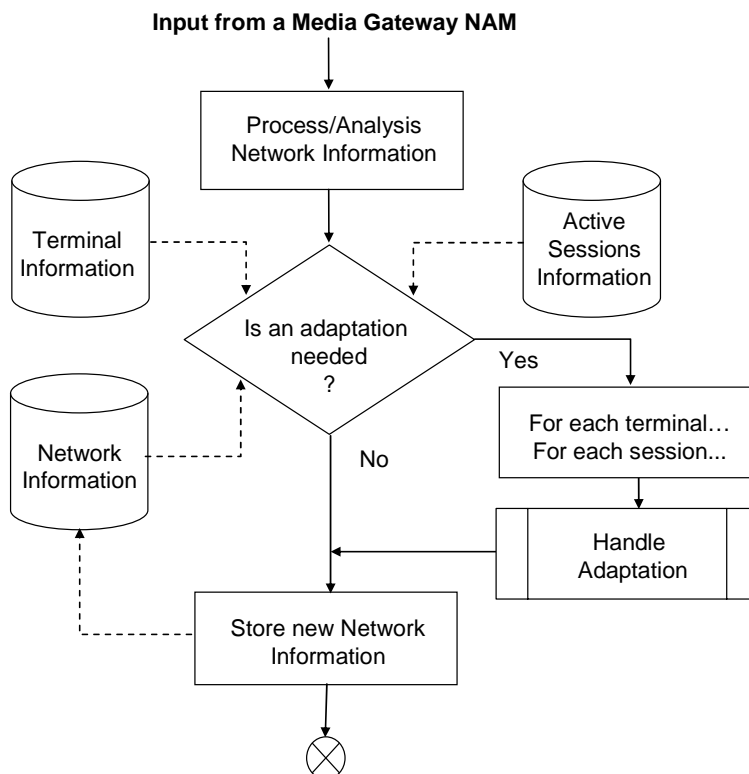 Input from a Media Gateway NAM
Process/Analysis
Network Information
Terminal
Information
Active
Sessions
Information
Is an adaptation
needed
?
Yes
For each terminal…
For each session...
Network
Information
No
Handle
Adaptation
Store new Network
Information